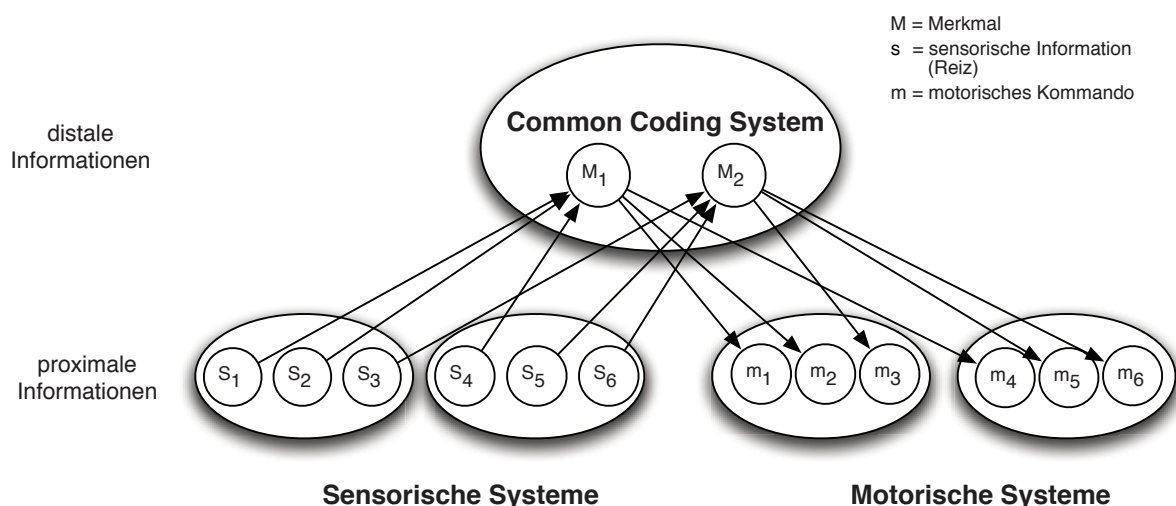 M = Merkmal
s = sensorische Information
(Reiz)
m = motorisches Kommando
distale
Informationen
Common Coding System
M1 M2
proximale
Informationen
S1 S2 S3 S4 S5 S6 m1 m2 m3 m4 m5 m6
Sensorische Systeme Motorische Systeme